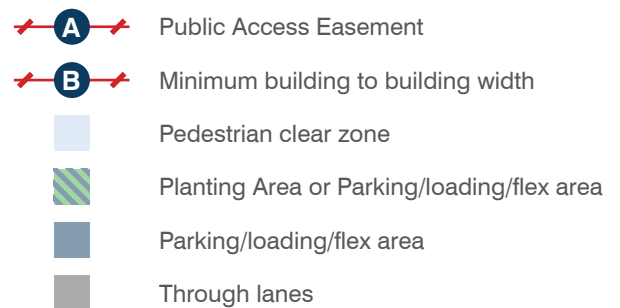 A Public Access Easement
B Minimum building to building width
Pedestrian clear zone
Planting Area or Parking/loading/flex area
Parking/loading/flex area
Through lanes